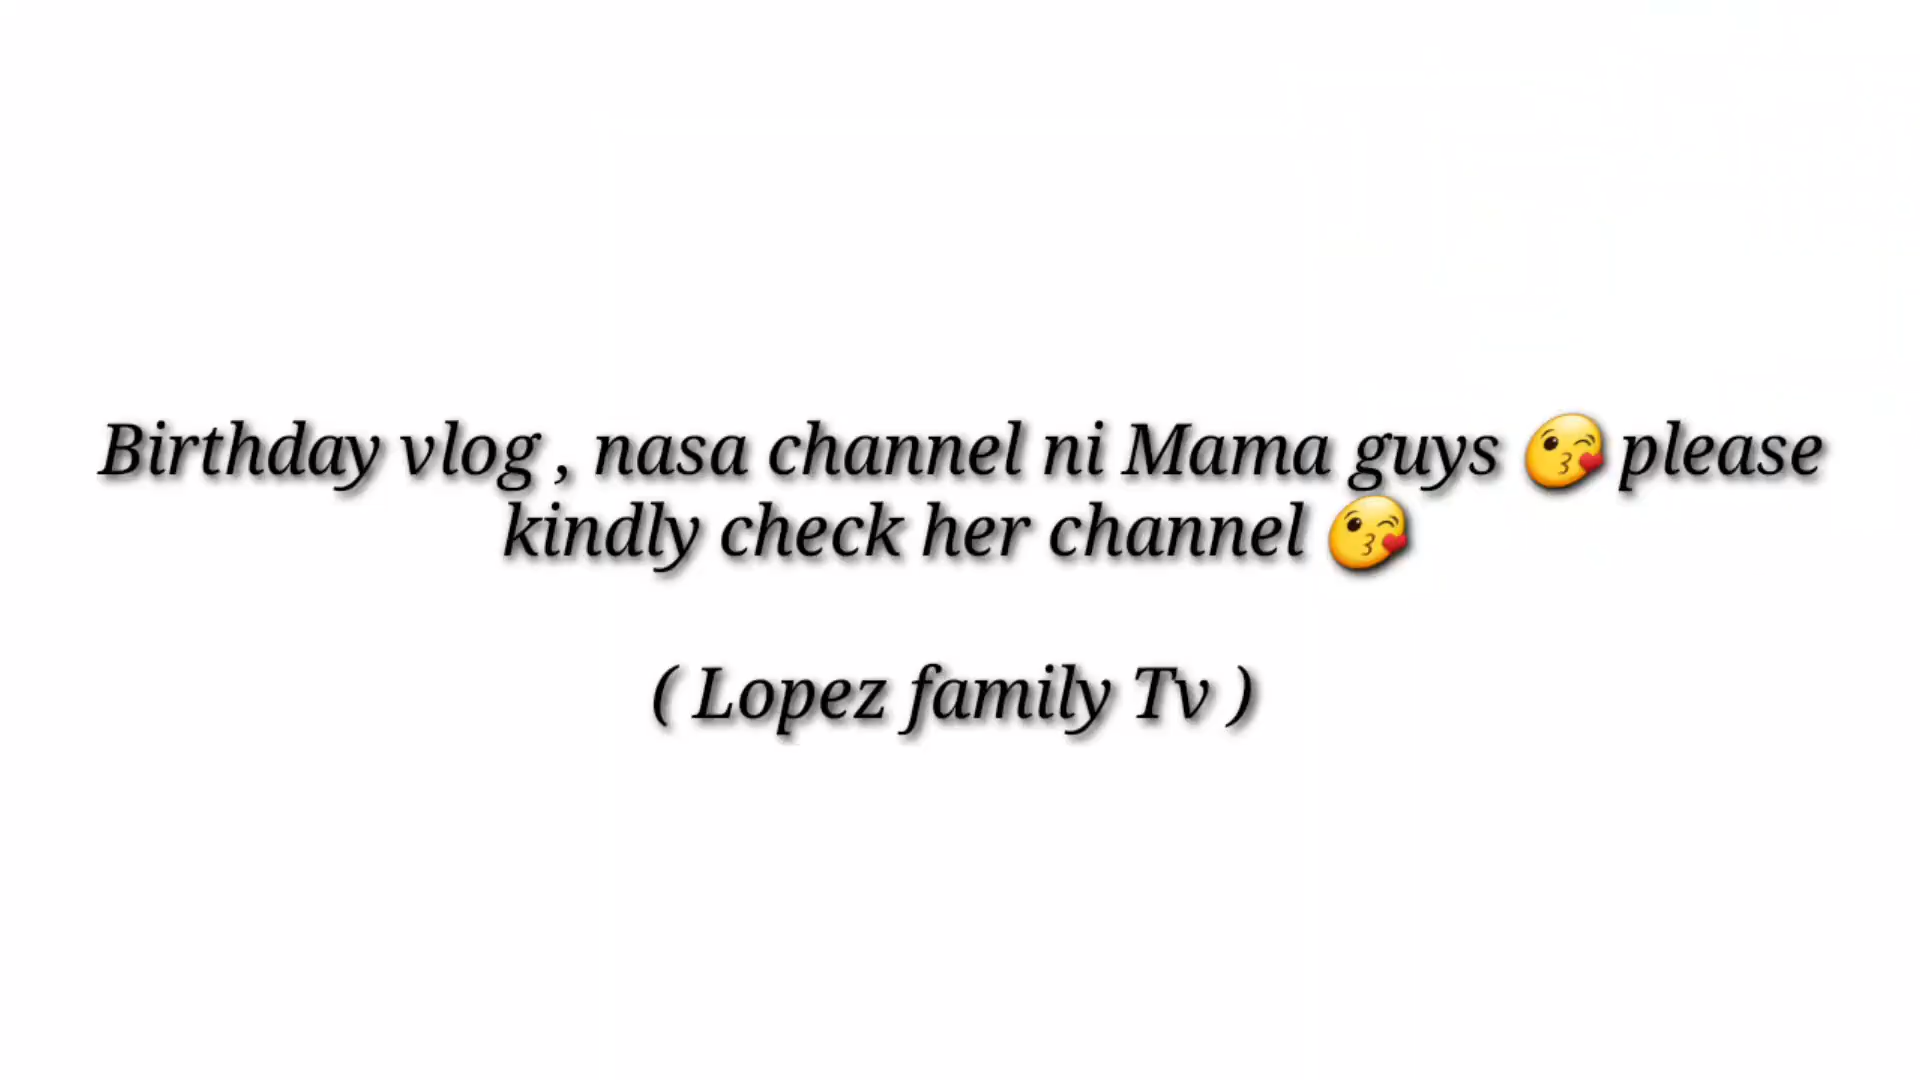 Birthday vlog , nasa channel ni Mama guys 😘 please
kindly check her channel 😘
( Lopez family Tv )